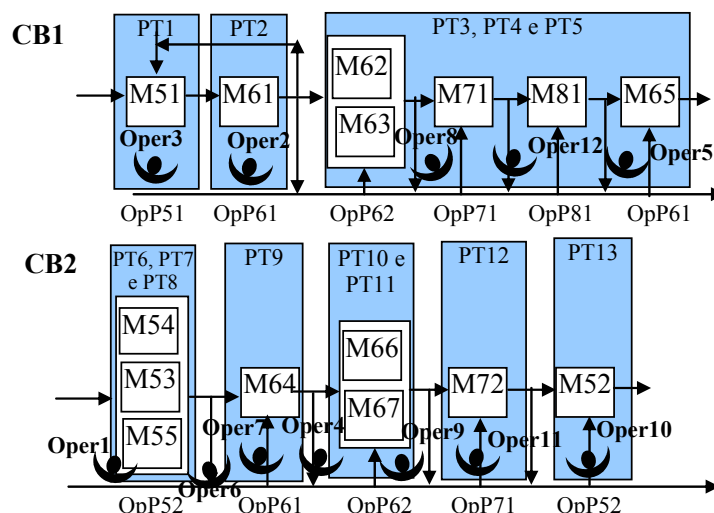 CB1
PT1
PT2
PT3, PT4 e PT5
M51
M61
M62
M63
M71
M81
M65
Oper3
Oper2
Oper8
Oper12
Oper5
OpP51
OpP61
OpP62
OpP71
OpP81
OpP61
CB2
PT6, PT7
e PT8
PT9
PT10 e
PT11
PT12
PT13
M54
M53
M55
M64
M66
M67
M72
M52
Oper1
Oper6
Oper7
Oper4
Oper9
Oper11
Oper10
OpP52
OpP61
OpP62
OpP71
OpP52